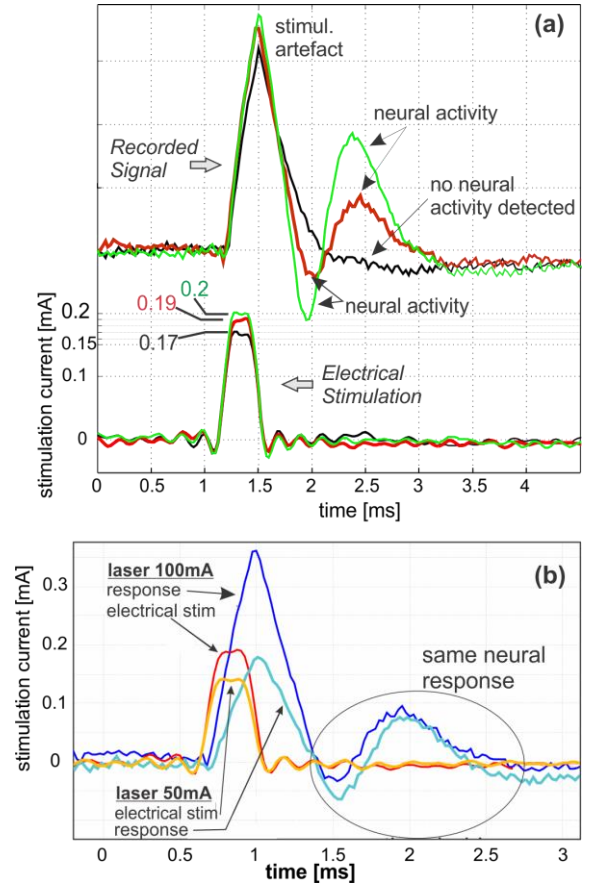 (a)
stimul.
artefact
neural activity
Recorded
Signal
no neural
activity detected
neural activity
stimulation current [mA]
0.2
0.15
0.1
0
0.2
0.19
0.17
Electrical
Stimulation
0 0.5 1 1.5 2 2.5 3 3.5 4 4.5
time [ms]
(b)
stimulation current [mA]
0.3
0.2
0.1
0
laser 100mA
response
electrical stim
same neural
response
laser 50mA
electrical stim
response
0 0.5 1 1.5 2 2.5 3
time [ms]